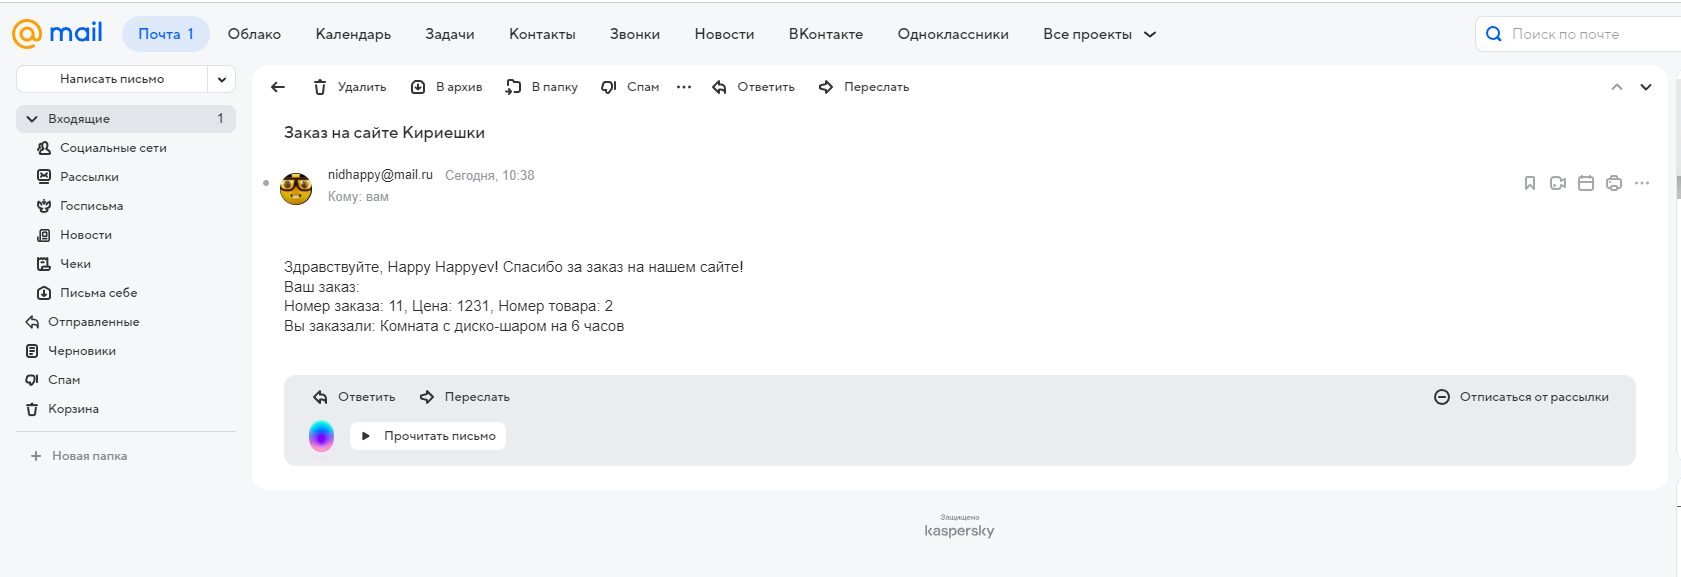 mail
Почта 1
Облако
Календарь
Задачи
Контакты
Звонки
Новости
ВКонтакте
Одноклассники
Все проекты
Поиск по почте
Написать письмо
Входящие 1
Социальные сети
Рассылки
Госписьма
Новости
Чеки
Письма себе
Отправленные
Черновики
Спам
Корзина
Новая папка
Удалить
В архив
В папку
Спам
Ответить
Переслать
Заказ на сайте Кириешки
nidhappy@mail.ru Сегодня, 10:38
Кому: вам
Здравствуйте, Happy Happyev! Спасибо за заказ на нашем сайте!
Ваш заказ:
Номер заказа: 11, Цена: 1231, Номер товара: 2
Вы заказали: Комната с диско-шаром на 6 часов
Ответить
Переслать
Отписаться от рассылки
Прочитать письмо
Защищено
kaspersky